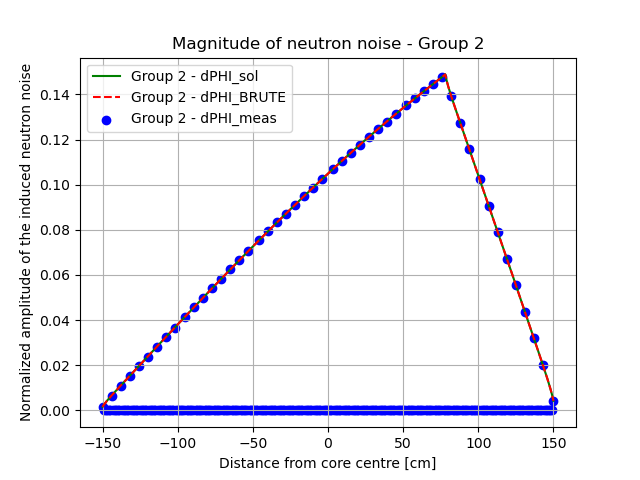 Magnitude of neutron noise - Group 2
Normalized amplitude of the induced neutron noise
Group 2 - dPHI_sol
Group 2 - dPHI_BRUTE
Group 2 - dPHI_meas
0.14
0.12
0.10
0.08
0.06
0.04
0.02
0.00
−150 −100 −50 0 50 100 150
Distance from core centre [cm]